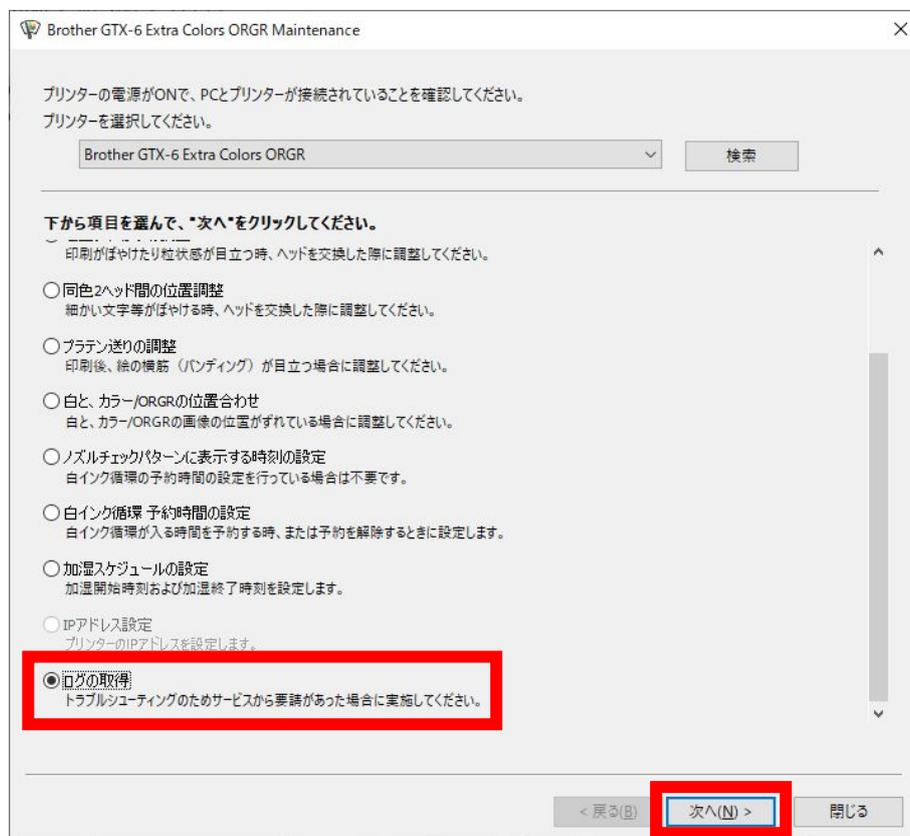 Brother GTX-6 Extra Colors ORGR Maintenance
プリンターの電源がONで、PCとプリンターが接続されていることを確認してください。
プリンターを選択してください。
Brother GTX-6 Extra Colors ORGR
検索
下から項目を選んで、"次へ"をクリックしてください。
印刷がぼやけたり粒状感が目立つ時、ヘッドを交換した際に調整してください。
同色2ヘッド間の位置調整
細かい文字等がぼやける時、ヘッドを交換した際に調整してください。
プラテン送りの調整
印刷後、絵の横筋（バンディング）が目立つ場合に調整してください。
白と、カラー/ORGRの位置合わせ
白と、カラー/ORGRの画像の位置がずれている場合に調整してください。
ノズルチェックパターンに表示する時刻の設定
白インク循環の予約時間の設定を行っている場合は不要です。
白インク循環 予約時間の設定
白インク循環が入る時間を予約する時、または予約を解除するときに設定します。
加湿スケジュールの設定
加湿開始時刻および加湿終了時刻を設定します。
IPアドレス設定
プリンターのIPアドレスを設定します。
ログの取得
トラブルシューティングのためサービスから要請があった場合に実施してください。
< 戻る(B)
次へ(N) >
閉じる